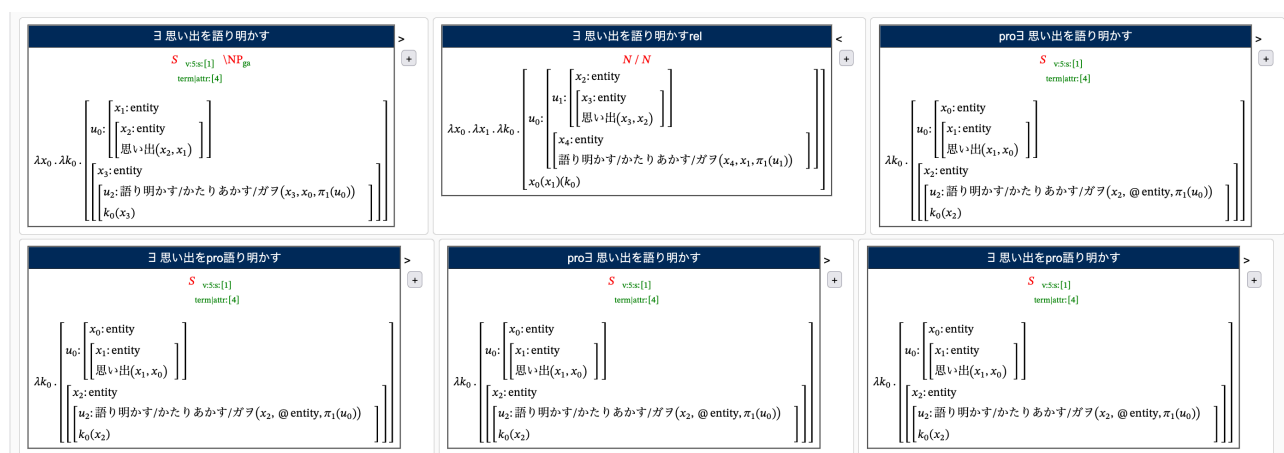 ∃ 思い出を語り明かす
>
+
S v:5:s:[1] \NPga
term|attr:[4]
x1: entity
u0: x2: entity
思い出(x2, x1)
λx0 . λk0 .
x3: entity
u2: 語り明かす/かたりあかす/ガヲ(x3, x0, π1(u0))
k0(x3)
∃ 思い出を語り明かすrel
<
+
N / N
x2: entity
u1: x3: entity
思い出(x3, x2)
λx0 . λx1 . λk0 . u0:
x4: entity
語り明かす/かたりあかす/ガヲ(x4, x1, π1(u1))
x0(x1)(k0)
pro∃ 思い出を語り明かす
>
+
S v:5:s:[1]
term|attr:[4]
x0: entity
u0: x1: entity
思い出(x1, x0)
λk0 .
x2: entity
u2: 語り明かす/かたりあかす/ガヲ(x2, @entity, π1(u0))
k0(x2)
∃ 思い出をpro語り明かす
>
+
S v:5:s:[1]
term|attr:[4]
x0: entity
u0: x1: entity
思い出(x1, x0)
λk0 .
x2: entity
u2: 語り明かす/かたりあかす/ガヲ(x2, @entity, π1(u0))
k0(x2)
pro∃ 思い出を語り明かす
>
+
S v:5:s:[1]
term|attr:[4]
x0: entity
u0: x1: entity
思い出(x1, x0)
λk0 .
x2: entity
u2: 語り明かす/かたりあかす/ガヲ(x2, @entity, π1(u0))
k0(x2)
∃ 思い出をpro語り明かす
>
+
S v:5:s:[1]
term|attr:[4]
x0: entity
u0: x1: entity
思い出(x1, x0)
λk0 .
x2: entity
u2: 語り明かす/かたりあかす/ガヲ(x2, @entity, π1(u0))
k0(x2)